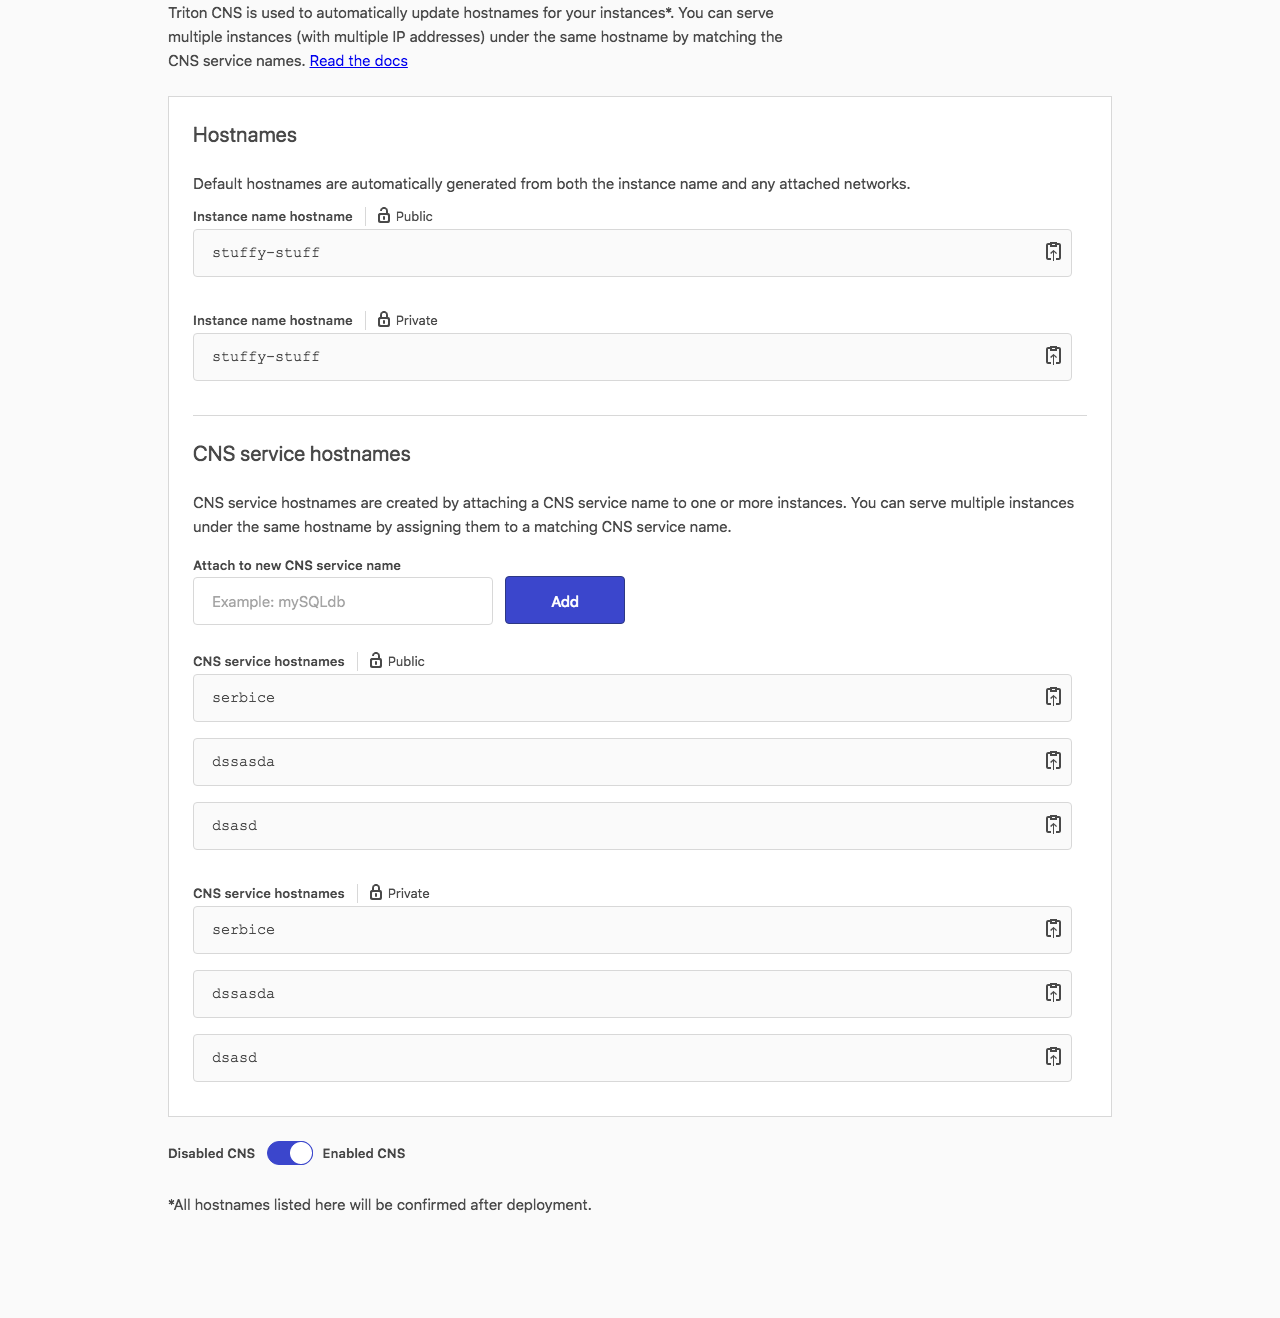 Triton CNS is used to automatically update hostnames for your instances*. You can serve
multiple instances (with multiple IP addresses) under the same hostname by matching the
CNS service names. Read the docs
Hostnames
Default hostnames are automatically generated from both the instance name and any attached networks.
Instance name hostname Public
stuffy-stuff
Instance name hostname Private
stuffy-stuff
CNS service hostnames
CNS service hostnames are created by attaching a CNS service name to one or more instances. You can serve multiple instances
under the same hostname by assigning them to a matching CNS service name.
Attach to new CNS service name
Example: mySQLdb Add
CNS service hostnames Public
serbice
dssasda
dsasd
CNS service hostnames Private
serbice
dssasda
dsasd
Disabled CNS Enabled CNS
*All hostnames listed here will be confirmed after deployment.